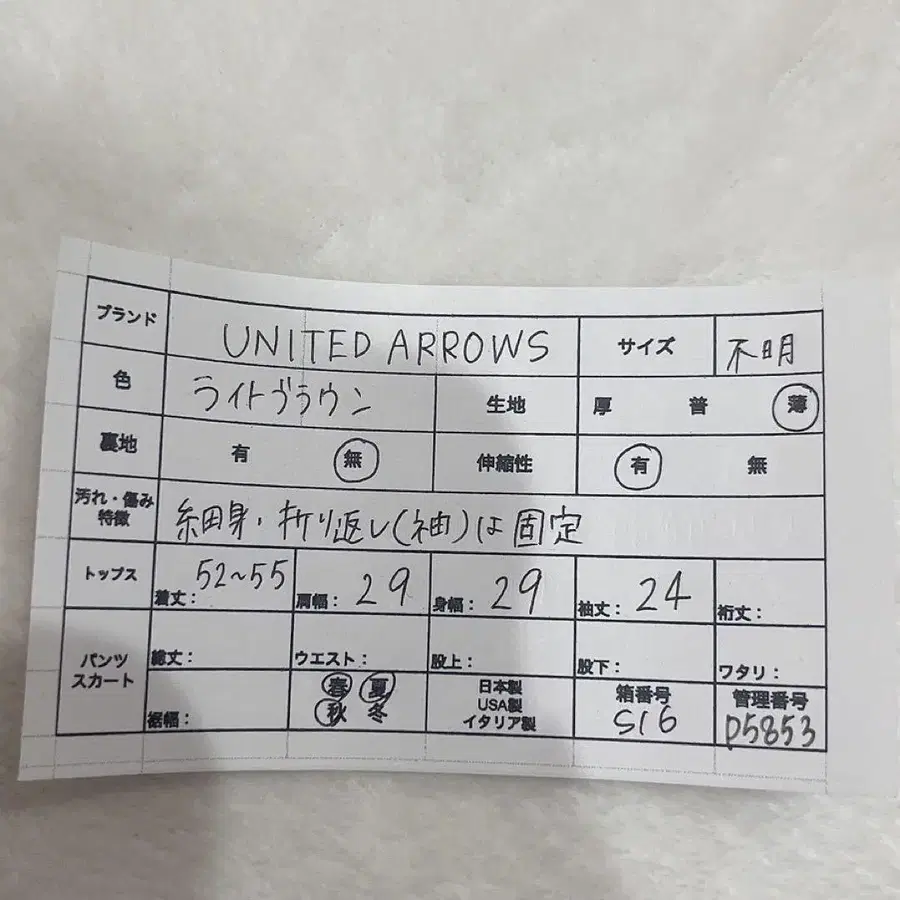 ブランド UNITED ARROWS サイズ 不明
色 ライトブラウン 生地 厚 普 薄
裏地 有 無 伸縮性 有 無
汚れ・傷み 特徴 細身・折り返し(袖)は固定
トップス 着丈: 52~55 肩幅: 29 身幅: 29 袖丈: 24 裄丈:
パンツ スカート 総丈: ウエスト: 股上: 股下: ワタリ:
裾幅: 春 夏 秋 冬 日本製 USA製 イタリア製 箱番号 S16 管理番号 D5853